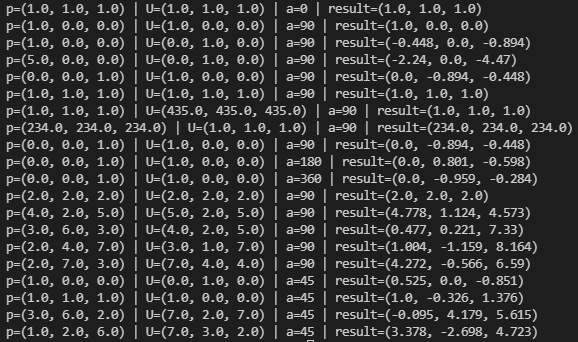 p=(1.0, 1.0, 1.0) | U=(1.0, 1.0, 1.0) | a=0 | result=(1.0, 1.0, 1.0)
p=(1.0, 0.0, 0.0) | U=(1.0, 0.0, 0.0) | a=90 | result=(1.0, 0.0, 0.0)
p=(1.0, 0.0, 0.0) | U=(0.0, 1.0, 0.0) | a=90 | result=(-0.448, 0.0, -0.894)
p=(5.0, 0.0, 0.0) | U=(0.0, 1.0, 0.0) | a=90 | result=(-2.24, 0.0, -4.47)
p=(0.0, 0.0, 1.0) | U=(1.0, 0.0, 0.0) | a=90 | result=(0.0, -0.894, -0.448)
p=(1.0, 1.0, 1.0) | U=(1.0, 1.0, 1.0) | a=90 | result=(1.0, 1.0, 1.0)
p=(1.0, 1.0, 1.0) | U=(435.0, 435.0, 435.0) | a=90 | result=(1.0, 1.0, 1.0)
p=(234.0, 234.0, 234.0) | U=(1.0, 1.0, 1.0) | a=90 | result=(234.0, 234.0, 234.0)
p=(0.0, 0.0, 1.0) | U=(1.0, 0.0, 0.0) | a=90 | result=(0.0, -0.894, -0.448)
p=(0.0, 0.0, 1.0) | U=(1.0, 0.0, 0.0) | a=180 | result=(0.0, 0.801, -0.598)
p=(0.0, 0.0, 1.0) | U=(1.0, 0.0, 0.0) | a=360 | result=(0.0, -0.959, -0.284)
p=(2.0, 2.0, 2.0) | U=(2.0, 2.0, 2.0) | a=90 | result=(2.0, 2.0, 2.0)
p=(4.0, 2.0, 5.0) | U=(5.0, 2.0, 5.0) | a=90 | result=(4.778, 1.124, 4.573)
p=(3.0, 6.0, 3.0) | U=(4.0, 2.0, 5.0) | a=90 | result=(0.477, 0.221, 7.33)
p=(2.0, 4.0, 7.0) | U=(3.0, 1.0, 7.0) | a=90 | result=(1.004, -1.159, 8.164)
p=(2.0, 7.0, 3.0) | U=(7.0, 4.0, 4.0) | a=90 | result=(4.272, -0.566, 6.59)
p=(1.0, 0.0, 0.0) | U=(0.0, 1.0, 0.0) | a=45 | result=(0.525, 0.0, -0.851)
p=(1.0, 1.0, 1.0) | U=(1.0, 0.0, 0.0) | a=45 | result=(1.0, -0.326, 1.376)
p=(3.0, 6.0, 2.0) | U=(7.0, 2.0, 7.0) | a=45 | result=(-0.095, 4.179, 5.615)
p=(1.0, 2.0, 6.0) | U=(7.0, 3.0, 2.0) | a=45 | result=(3.378, -2.698, 4.723)